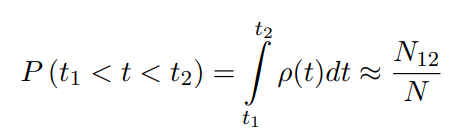 P (t₁ < t < t₂) = ∫_{t₁}^{t₂} ρ(t)dt ≈ N₁₂/N